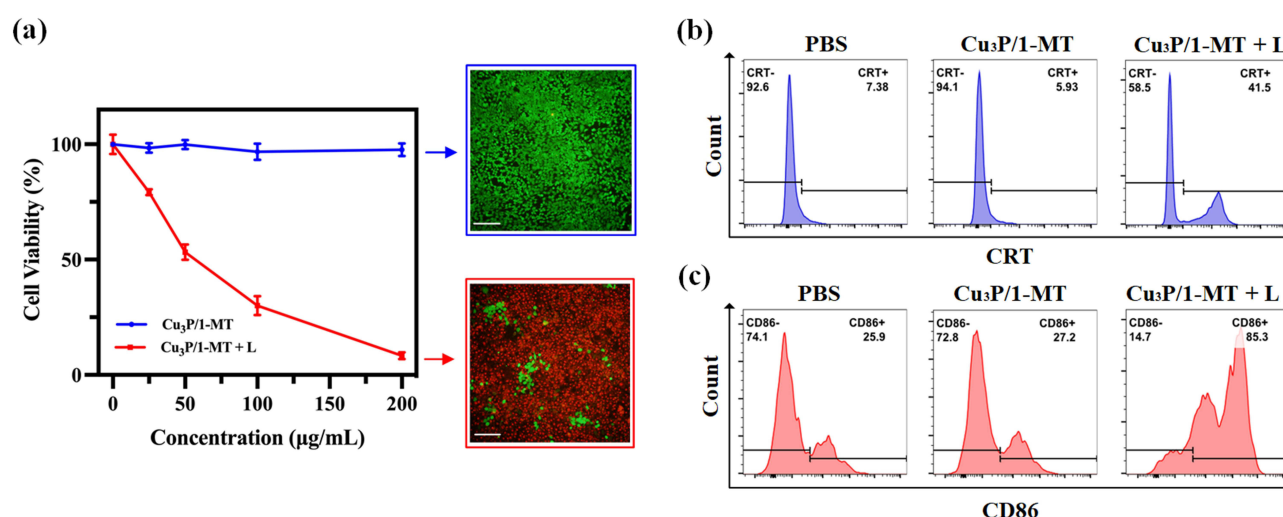 (a)
Cell Viability (%)
100
50
0
Cu₃P/1-MT
Cu₃P/1-MT + L
0 50 100 150 200
Concentration (µg/mL)
(b)
PBS Cu₃P/1-MT Cu₃P/1-MT + L
Count
CRT- CRT+ CRT- CRT+ CRT- CRT+
92.6 7.38 94.1 5.93 58.5 41.5
CRT
(c)
PBS Cu₃P/1-MT Cu₃P/1-MT + L
Count
CD86- CD86+ CD86- CD86+ CD86- CD86+
74.1 25.9 72.8 27.2 14.7 85.3
CD86